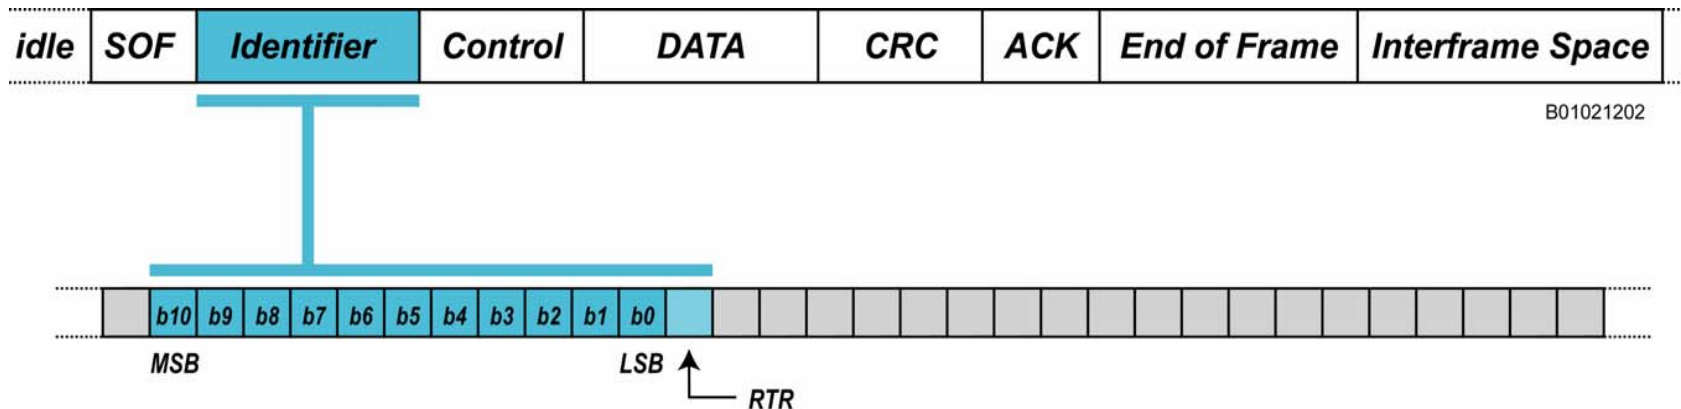 idle SOF Identifier Control DATA CRC ACK End of Frame Interframe Space
B01021202
b10 b9 b8 b7 b6 b5 b4 b3 b2 b1 b0
MSB LSB
RTR